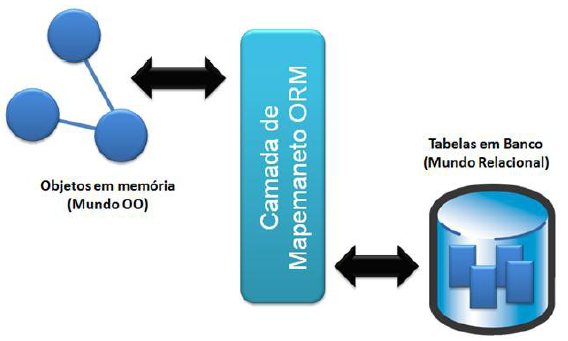 Objetos em memória
(Mundo OO)
Camada de
Mapemaneto ORM
Tabelas em Banco
(Mundo Relacional)